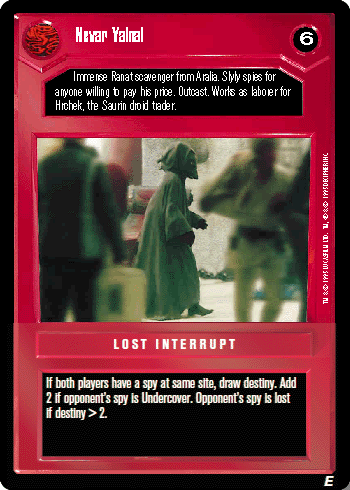 Nevar Yalnal
6
Immense Ranat scavenger from Aralia. Slyly spies for
anyone willing to pay his price. Outcast. Works as laborer for
Hrchek, the Saurin droid trader.
LOST INTERRUPT
If both players have a spy at same site, draw destiny. Add
2 if opponent's spy is Undercover. Opponent's spy is lost
if destiny > 2.
E